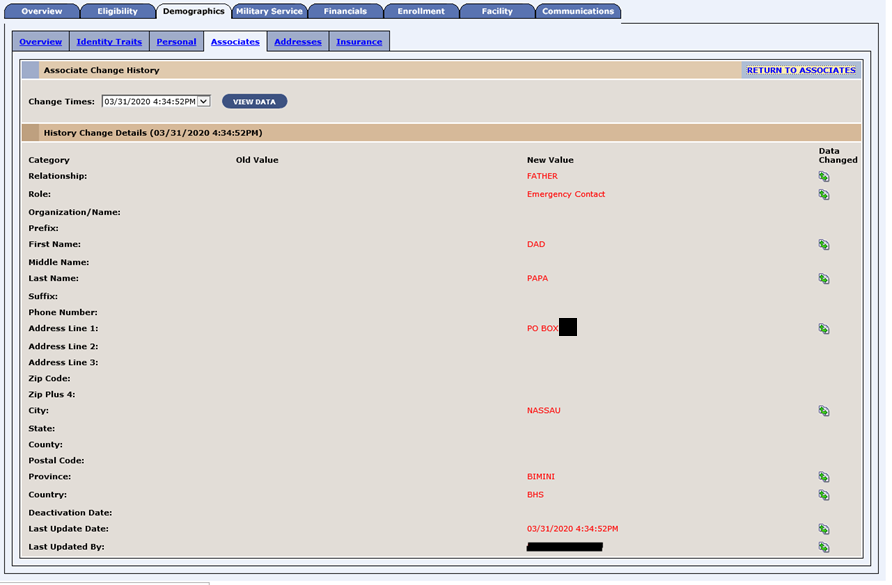 Overview Eligibility Demographics Military Service Financials Enrollment Facility Communications
Overview Identity Traits Personal Associates Addresses Insurance
Associate Change History RETURN TO ASSOCIATES
Change Times: 03/31/2020 4:34:52PM VIEW DATA
History Change Details (03/31/2020 4:34:52PM)
Category Old Value New Value Data Changed
Relationship: FATHER
Role: Emergency Contact
Organization/Name:
Prefix:
First Name: DAD
Middle Name:
Last Name: PAPA
Suffix:
Phone Number:
Address Line 1: PO BOX
Address Line 2:
Address Line 3:
Zip Code:
Zip Plus 4:
City: NASSAU
State:
County:
Postal Code:
Province: BIMINI
Country: BHS
Deactivation Date:
Last Update Date: 03/31/2020 4:34:52PM
Last Updated By: